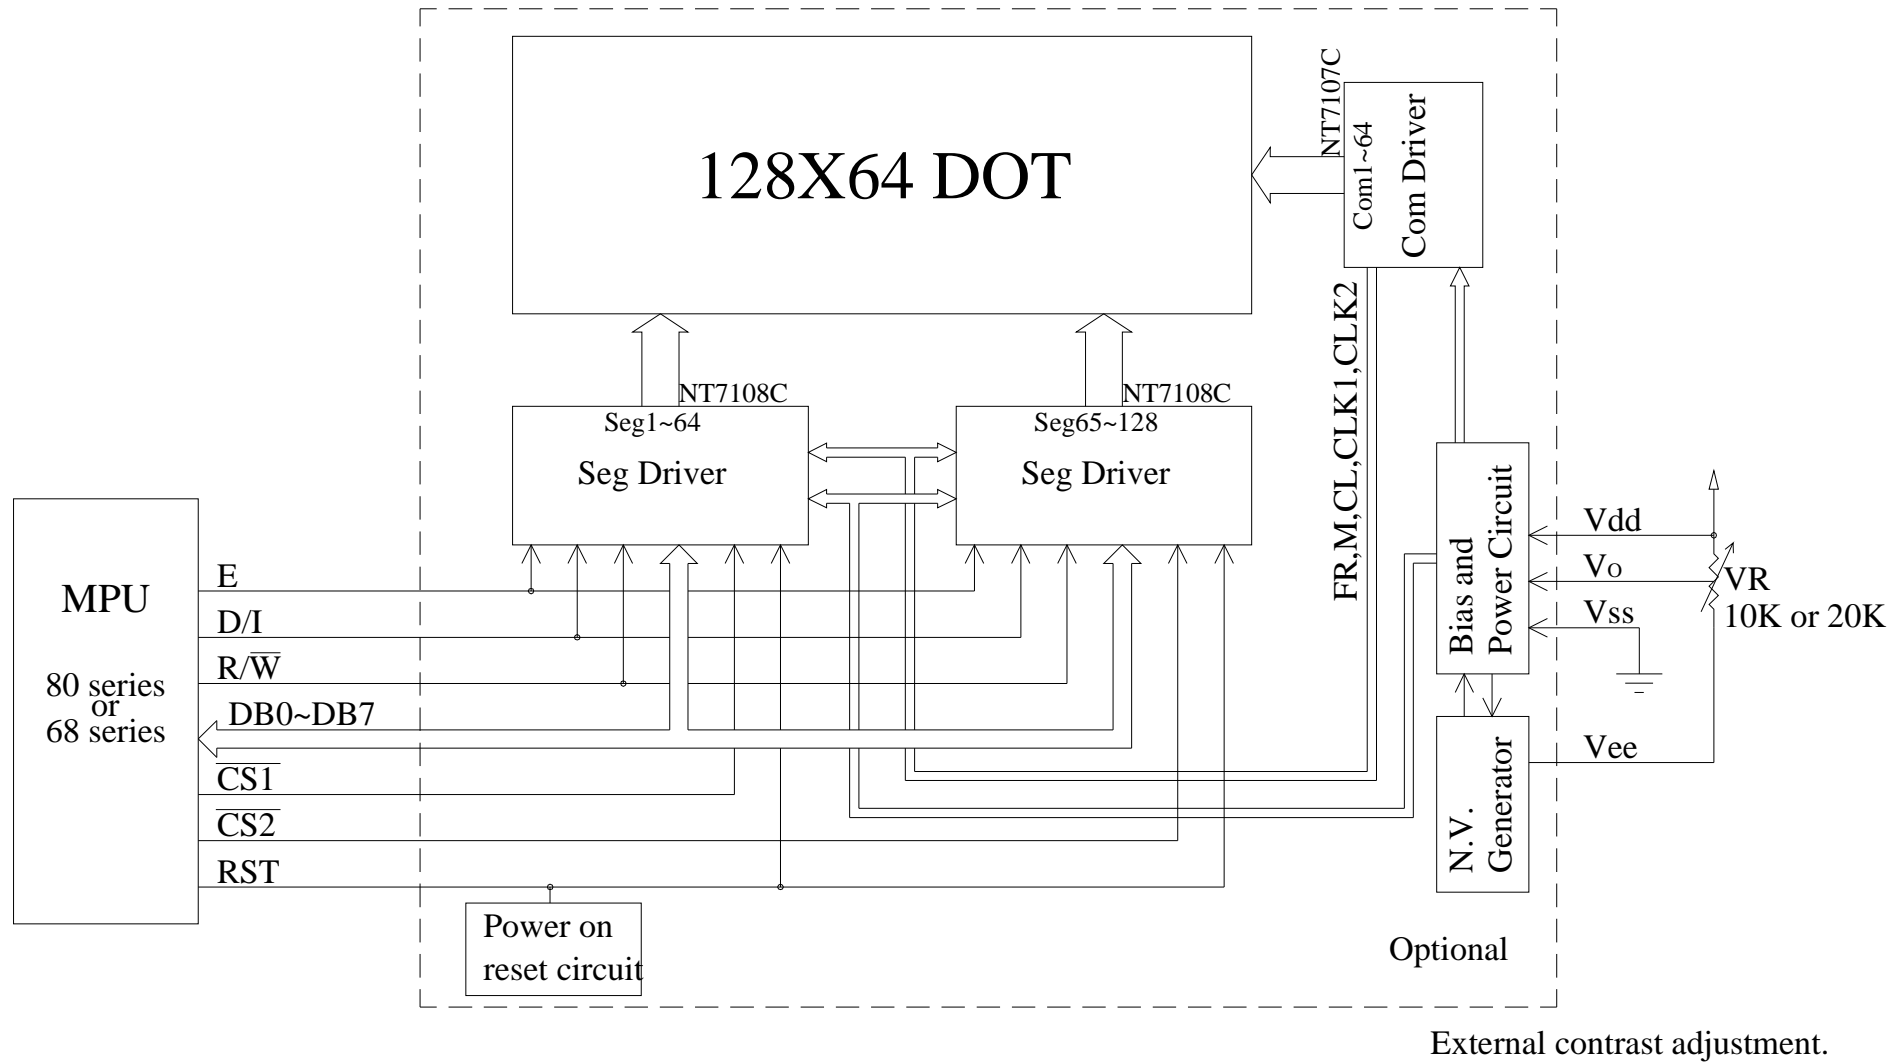 128X64 DOT
NT7107C
Com1~64
Com Driver
FR,M,CL,CLK1,CLK2
NT7108C
Seg1~64
Seg Driver
NT7108C
Seg65~128
Seg Driver
MPU
80 series
or
68 series
E
D/I
R/W̅
DB0~DB7
C̅S̅1̅
C̅S̅2̅
RST
Power on
reset circuit
Bias and
Power Circuit
N.V.
Generator
Vdd
Vo
Vss
Vee
VR
10K or 20K
Optional
External contrast adjustment.